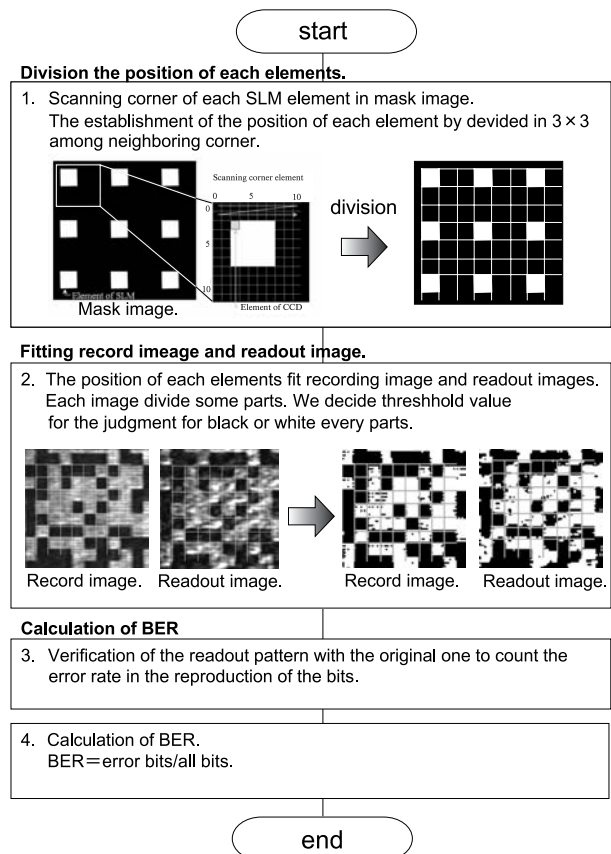 start
Division the position of each elements.
1. Scanning corner of each SLM element in mask image.
The establishment of the position of each element by devided in 3×3
among neighboring corner.
Scanning corner element
0 5 10
0
5
10
Element of SLM
Element of CCD
Mask image.
division
Fitting record imeage and readout image.
2. The position of each elements fit recording image and readout images.
Each image divide some parts. We decide threshhold value
for the judgment for black or white every parts.
Record image. Readout image. Record image. Readout image.
Calculation of BER
3. Verification of the readout pattern with the original one to count the
error rate in the reproduction of the bits.
4. Calculation of BER.
BER=error bits/all bits.
end